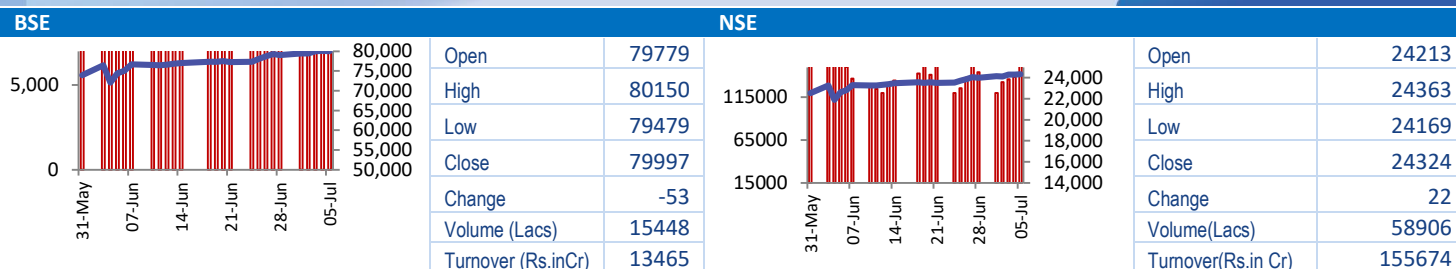 BSE
NSE
5,000
0
80,000
75,000
70,000
65,000
60,000
55,000
50,000
31-May
07-Jun
14-Jun
21-Jun
28-Jun
05-Jul
Open 79779
High 80150
Low 79479
Close 79997
Change -53
Volume (Lacs) 15448
Turnover (Rs.inCr) 13465
115000
65000
15000
24,000
22,000
20,000
18,000
16,000
14,000
31-May
07-Jun
14-Jun
21-Jun
28-Jun
05-Jul
Open 24213
High 24363
Low 24169
Close 24324
Change 22
Volume(Lacs) 58906
Turnover(Rs.in Cr) 155674